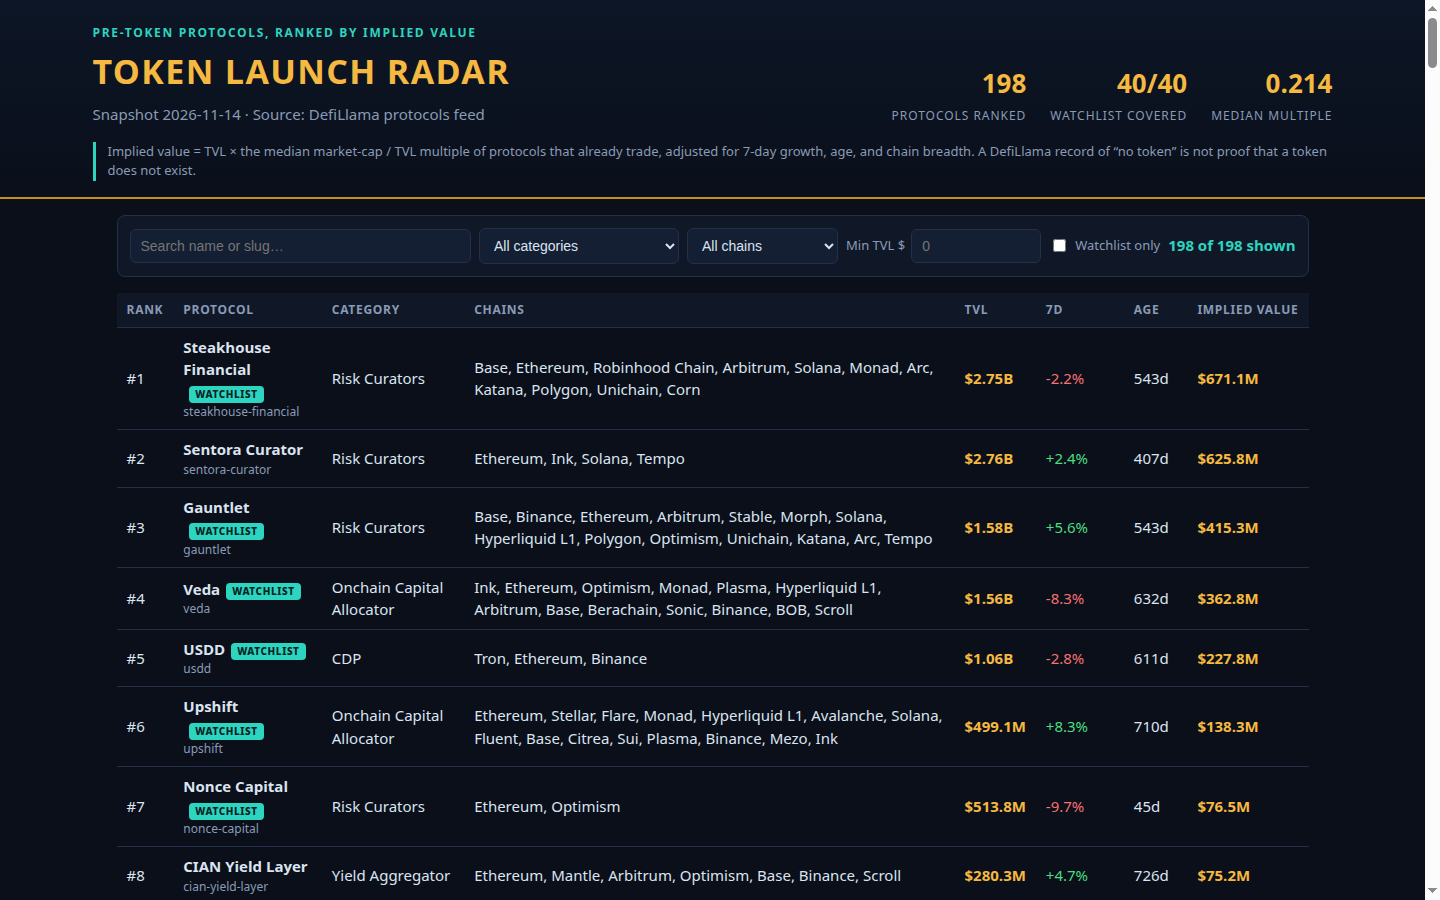 PRE-TOKEN PROTOCOLS, RANKED BY IMPLIED VALUE
TOKEN LAUNCH RADAR
Snapshot 2026-11-14 · Source: DefiLlama protocols feed
198
PROTOCOLS RANKED
40/40
WATCHLIST COVERED
0.214
MEDIAN MULTIPLE
Implied value = TVL × the median market-cap / TVL multiple of protocols that already trade, adjusted for 7-day growth, age, and chain breadth. A DefiLlama record of “no token” is not proof that a token
does not exist.
Search name or slug…
All categories
All chains
Min TVL $
0
Watchlist only
198 of 198 shown
RANK PROTOCOL CATEGORY CHAINS TVL 7D AGE IMPLIED VALUE
#1
Steakhouse
Financial
WATCHLIST
steakhouse-financial
Risk Curators
Base, Ethereum, Robinhood Chain, Arbitrum, Solana, Monad, Arc,
Katana, Polygon, Unichain, Corn
$2.75B
-2.2%
543d
$671.1M
#2
Sentora Curator
sentora-curator
Risk Curators
Ethereum, Ink, Solana, Tempo
$2.76B
+2.4%
407d
$625.8M
#3
Gauntlet
WATCHLIST
gauntlet
Risk Curators
Base, Binance, Ethereum, Arbitrum, Stable, Morph, Solana,
Hyperliquid L1, Polygon, Optimism, Unichain, Katana, Arc, Tempo
$1.58B
+5.6%
543d
$415.3M
#4
Veda WATCHLIST
veda
Onchain Capital
Allocator
Ink, Ethereum, Optimism, Monad, Plasma, Hyperliquid L1,
Arbitrum, Base, Berachain, Sonic, Binance, BOB, Scroll
$1.56B
-8.3%
632d
$362.8M
#5
USDD WATCHLIST
usdd
CDP
Tron, Ethereum, Binance
$1.06B
-2.8%
611d
$227.8M
#6
Upshift
WATCHLIST
upshift
Onchain Capital
Allocator
Ethereum, Stellar, Flare, Monad, Hyperliquid L1, Avalanche, Solana,
Fluent, Base, Citrea, Sui, Plasma, Binance, Mezo, Ink
$499.1M
+8.3%
710d
$138.3M
#7
Nonce Capital
WATCHLIST
nonce-capital
Risk Curators
Ethereum, Optimism
$513.8M
-9.7%
45d
$76.5M
#8
CIAN Yield Layer
cian-yield-layer
Yield Aggregator
Ethereum, Mantle, Arbitrum, Optimism, Base, Binance, Scroll
$280.3M
+4.7%
726d
$75.2M